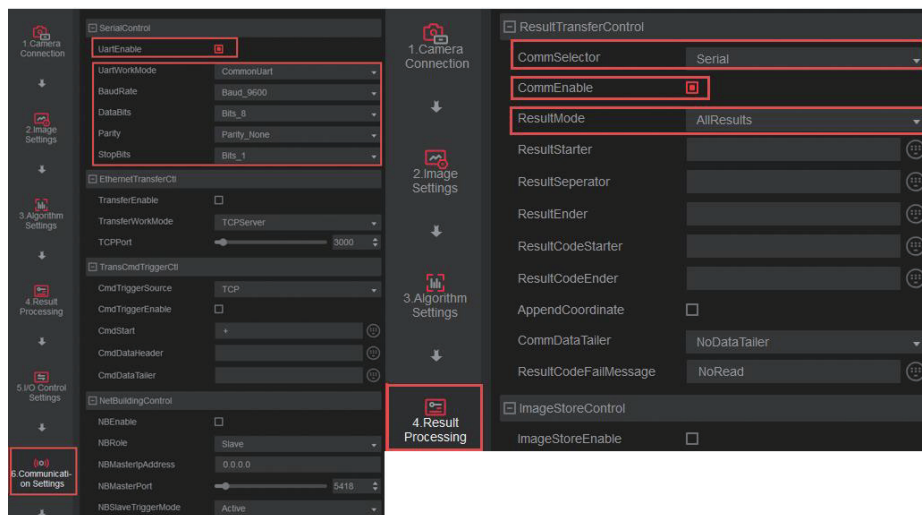 1.Camera
Connection
2.Image
Settings
3.Algorithm
Settings
4.Result
Processing
5.I/O Control
Settings
6.Communicati-
on Settings
SerialControl
UartEnable
UartWorkMode CommonUart
BaudRate Baud_9600
DataBits Bits_8
Parity Parity_None
StopBits Bits_1
EthernetTransferCtl
TransferEnable
TransferWorkMode TCPServer
TCPPort 3000
TransCmdTriggerCtl
CmdTriggerSource TCP
CmdTriggerEnable
CmdStart +
CmdDataHeader
CmdDataTailer
NetBuildingControl
NBEnable
NBRole Slave
NBMasterIpAddress 0.0.0.0
NBMasterPort 5418
NBSlaveTriggerMode Active
1.Camera
Connection
2.Image
Settings
3.Algorithm
Settings
4.Result
Processing
ResultTransferControl
CommSelector Serial
CommEnable
ResultMode AllResults
ResultStarter
ResultSeperator
ResultEnder
ResultCodeStarter
ResultCodeEnder
AppendCoordinate
CommDataTailer NoDataTailer
ResultCodeFailMessage NoRead
ImageStoreControl
ImageStoreEnable